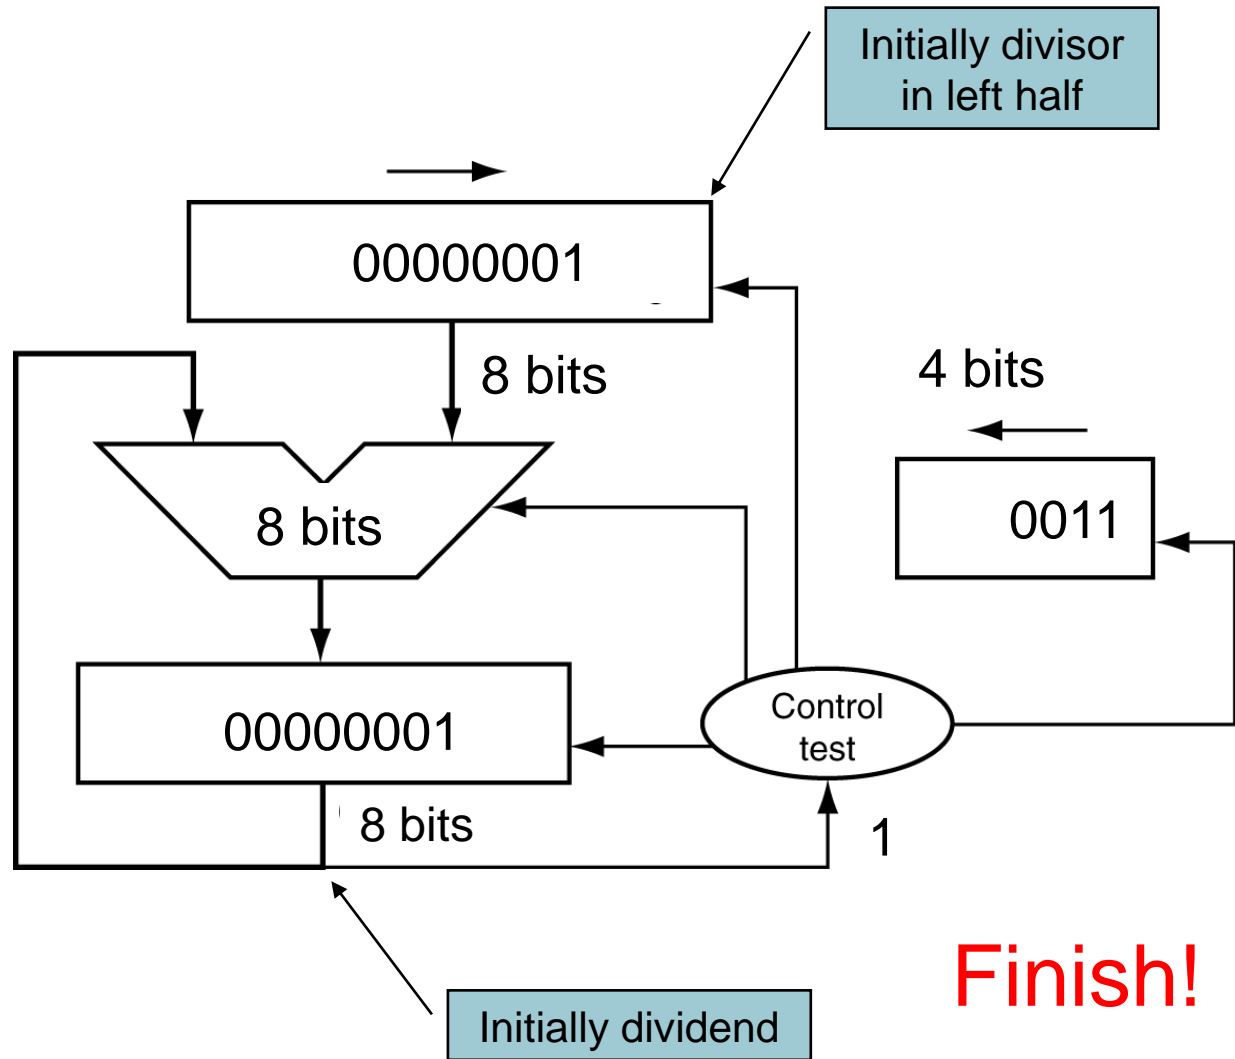 Initially divisor
in left half
00000001
8 bits
4 bits
8 bits
0011
00000001
Control
test
8 bits
1
Finish!
Initially dividend